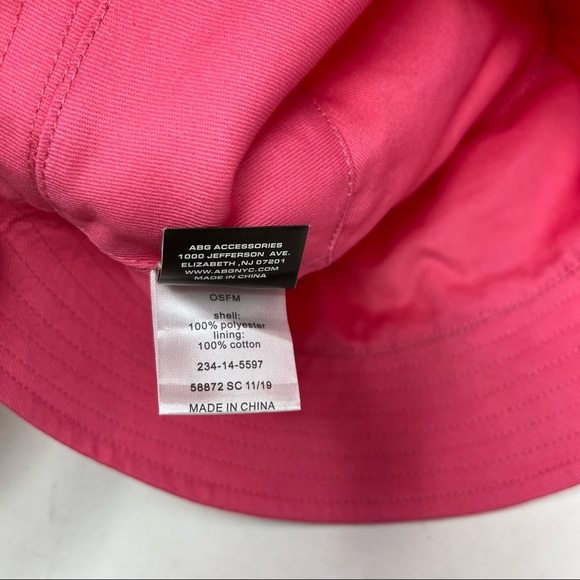 ABG ACCESSORIES
1000 JEFFERSON AVE.
ELIZABETH ,NJ 07201
WWW.ABGNYC.COM
MADE IN CHINA
OSFM
shell:
100% polyester
lining:
100% cotton
234-14-5597
58872 SC 11/19
MADE IN CHINA